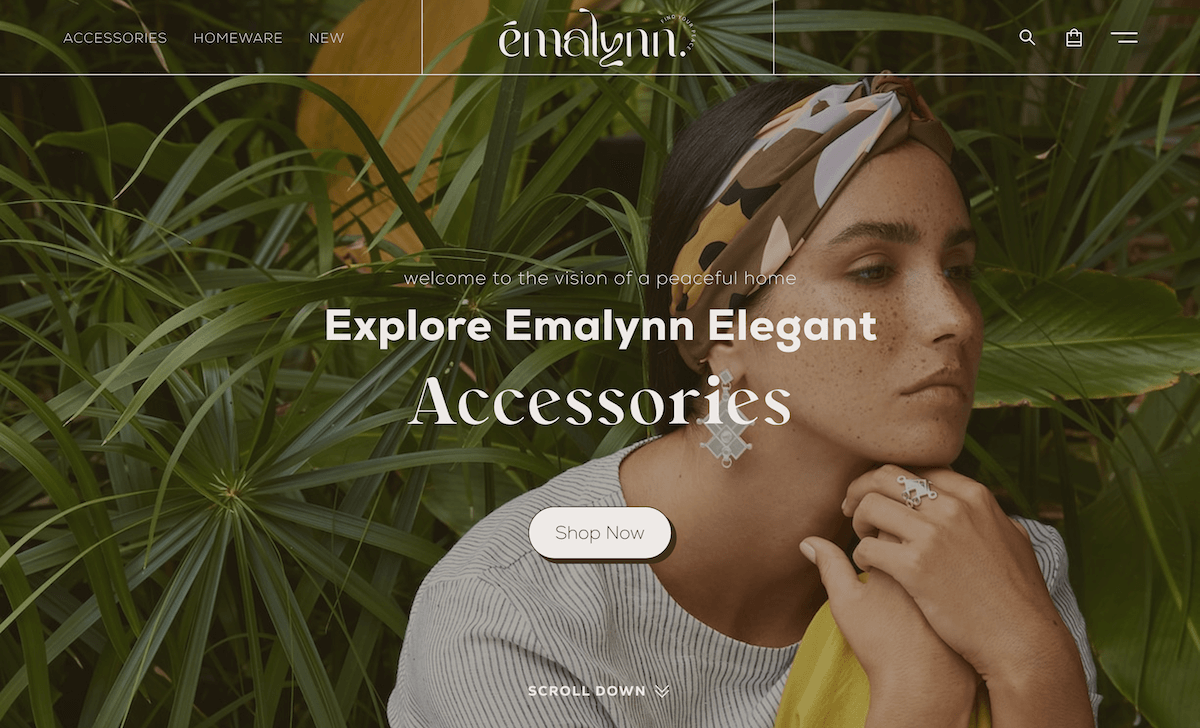 ACCESSORIES HOMEWARE NEW
émalynn.
FIND YOUR PEACE
welcome to the vision of a peaceful home
Explore Emalynn Elegant
Accessories
Shop Now
SCROLL DOWN